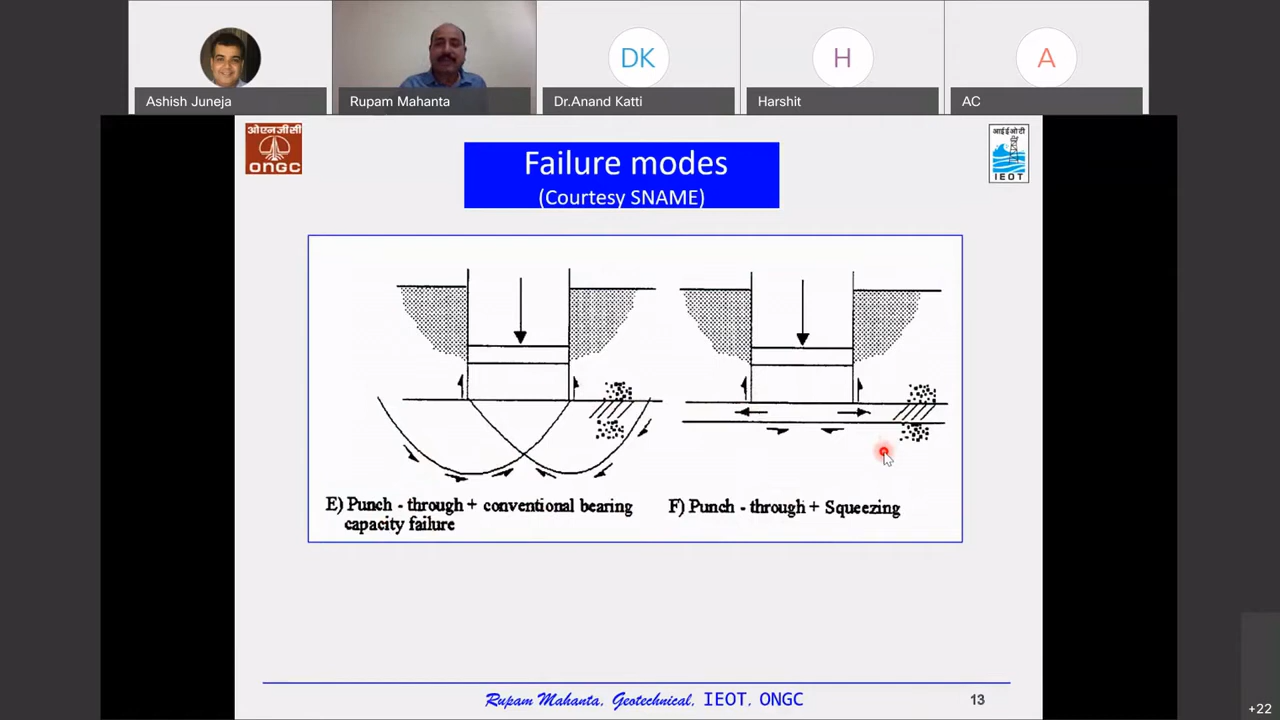 DK
H
A
Ashish Juneja
Rupam Mahanta
Dr.Anand Katti
Harshit
AC
ओएनजीसी
ONGC
Failure modes
(Courtesy SNAME)
आईईओटी
IEOT
E) Punch - through + conventional bearing
capacity failure
F) Punch - through + Squeezing
Rupam Mahanta, Geotechnical, IEOT, ONGC
13
+22